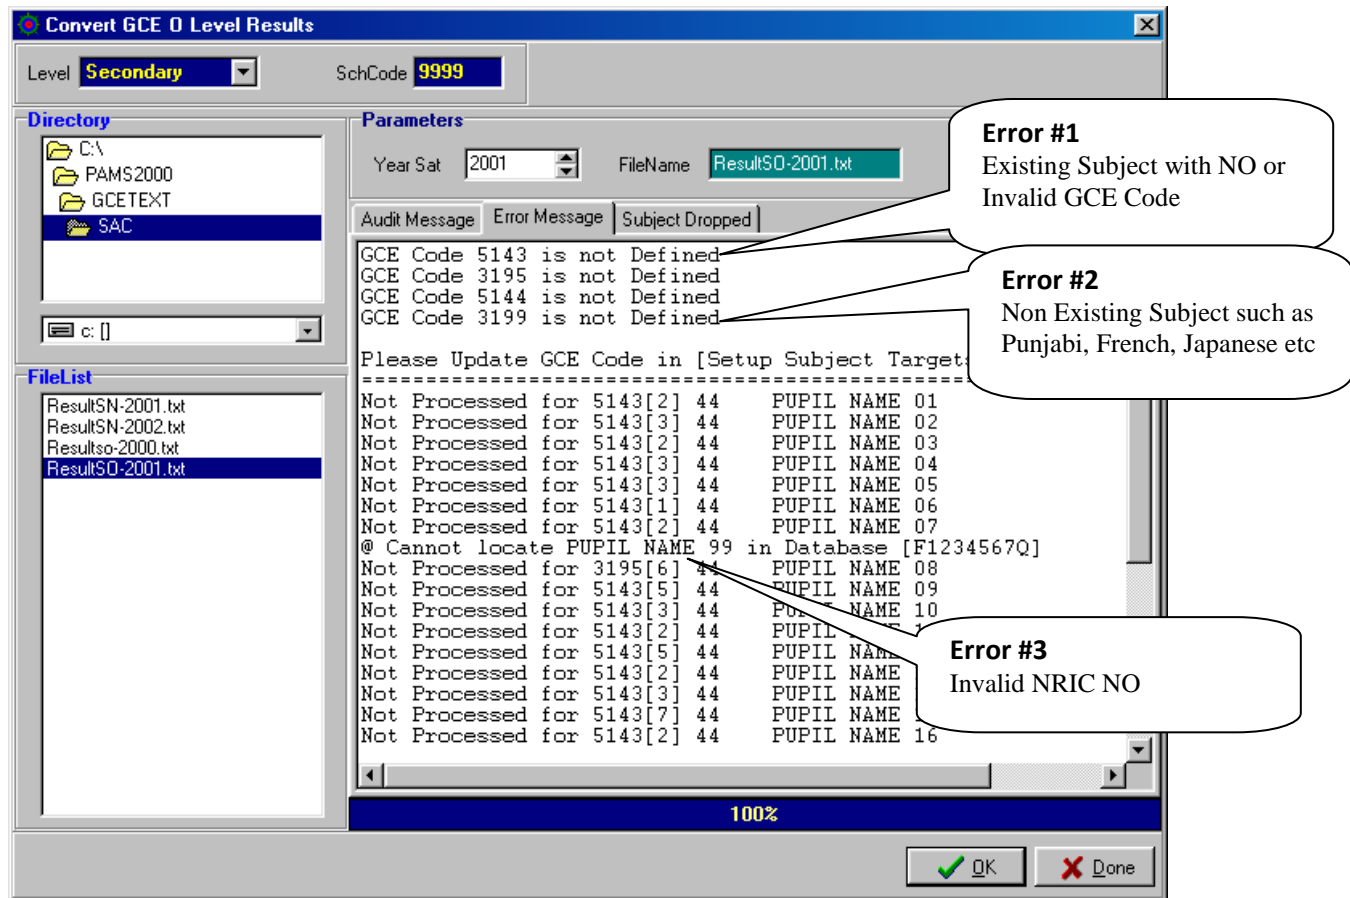 Convert GCE O Level Results
Level Secondary SchCode 9999
Directory
C:\
PAMS2000
GCETEXT
SAC
c: []
FileList
ResultSN-2001.txt
ResultSN-2002.txt
Resultso-2000.txt
ResultSO-2001.txt
Parameters
Year Sat 2001 FileName ResultSO-2001.txt
Audit Message Error Message Subject Dropped
GCE Code 5143 is not Defined
GCE Code 3195 is not Defined
GCE Code 5144 is not Defined
GCE Code 3199 is not Defined
Please Update GCE Code in [Setup Subject Targets
================================================
Not Processed for 5143[2] 44 PUPIL NAME 01
Not Processed for 5143[3] 44 PUPIL NAME 02
Not Processed for 5143[2] 44 PUPIL NAME 03
Not Processed for 5143[3] 44 PUPIL NAME 04
Not Processed for 5143[3] 44 PUPIL NAME 05
Not Processed for 5143[1] 44 PUPIL NAME 06
Not Processed for 5143[2] 44 PUPIL NAME 07
@ Cannot locate PUPIL NAME 99 in Database [F1234567Q]
Not Processed for 3195[6] 44 PUPIL NAME 08
Not Processed for 5143[5] 44 PUPIL NAME 09
Not Processed for 5143[3] 44 PUPIL NAME 10
Not Processed for 5143[2] 44 PUPIL NAME
Not Processed for 5143[5] 44 PUPIL NAME
Not Processed for 5143[2] 44 PUPIL NAME
Not Processed for 5143[3] 44 PUPIL NAME
Not Processed for 5143[7] 44 PUPIL NAME
Not Processed for 5143[2] 44 PUPIL NAME 16
100%
OK Done
Error #1
Existing Subject with NO or
Invalid GCE Code
Error #2
Non Existing Subject such as
Punjabi, French, Japanese etc
Error #3
Invalid NRIC NO